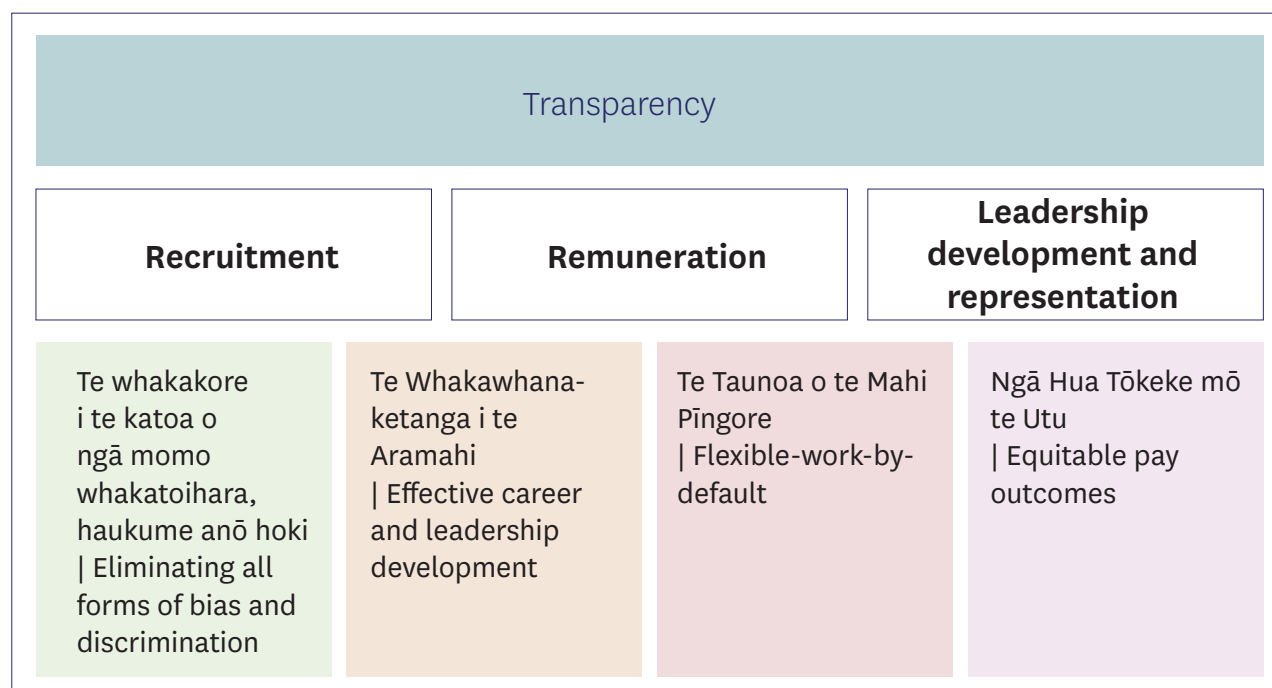 Transparency
Recruitment
Remuneration
Leadership
development and
representation
Te whakakore
i te katoa o
ngā momo
whakatoihara,
haukume anō hoki
| Eliminating all
forms of bias and
discrimination
Te Whakawhana-
ketanga i te
Aramahi
| Effective career
and leadership
development
Te Taunoa o te Mahi
Pīngore
| Flexible-work-by-
default
Ngā Hua Tōkeke mō
te Utu
| Equitable pay
outcomes